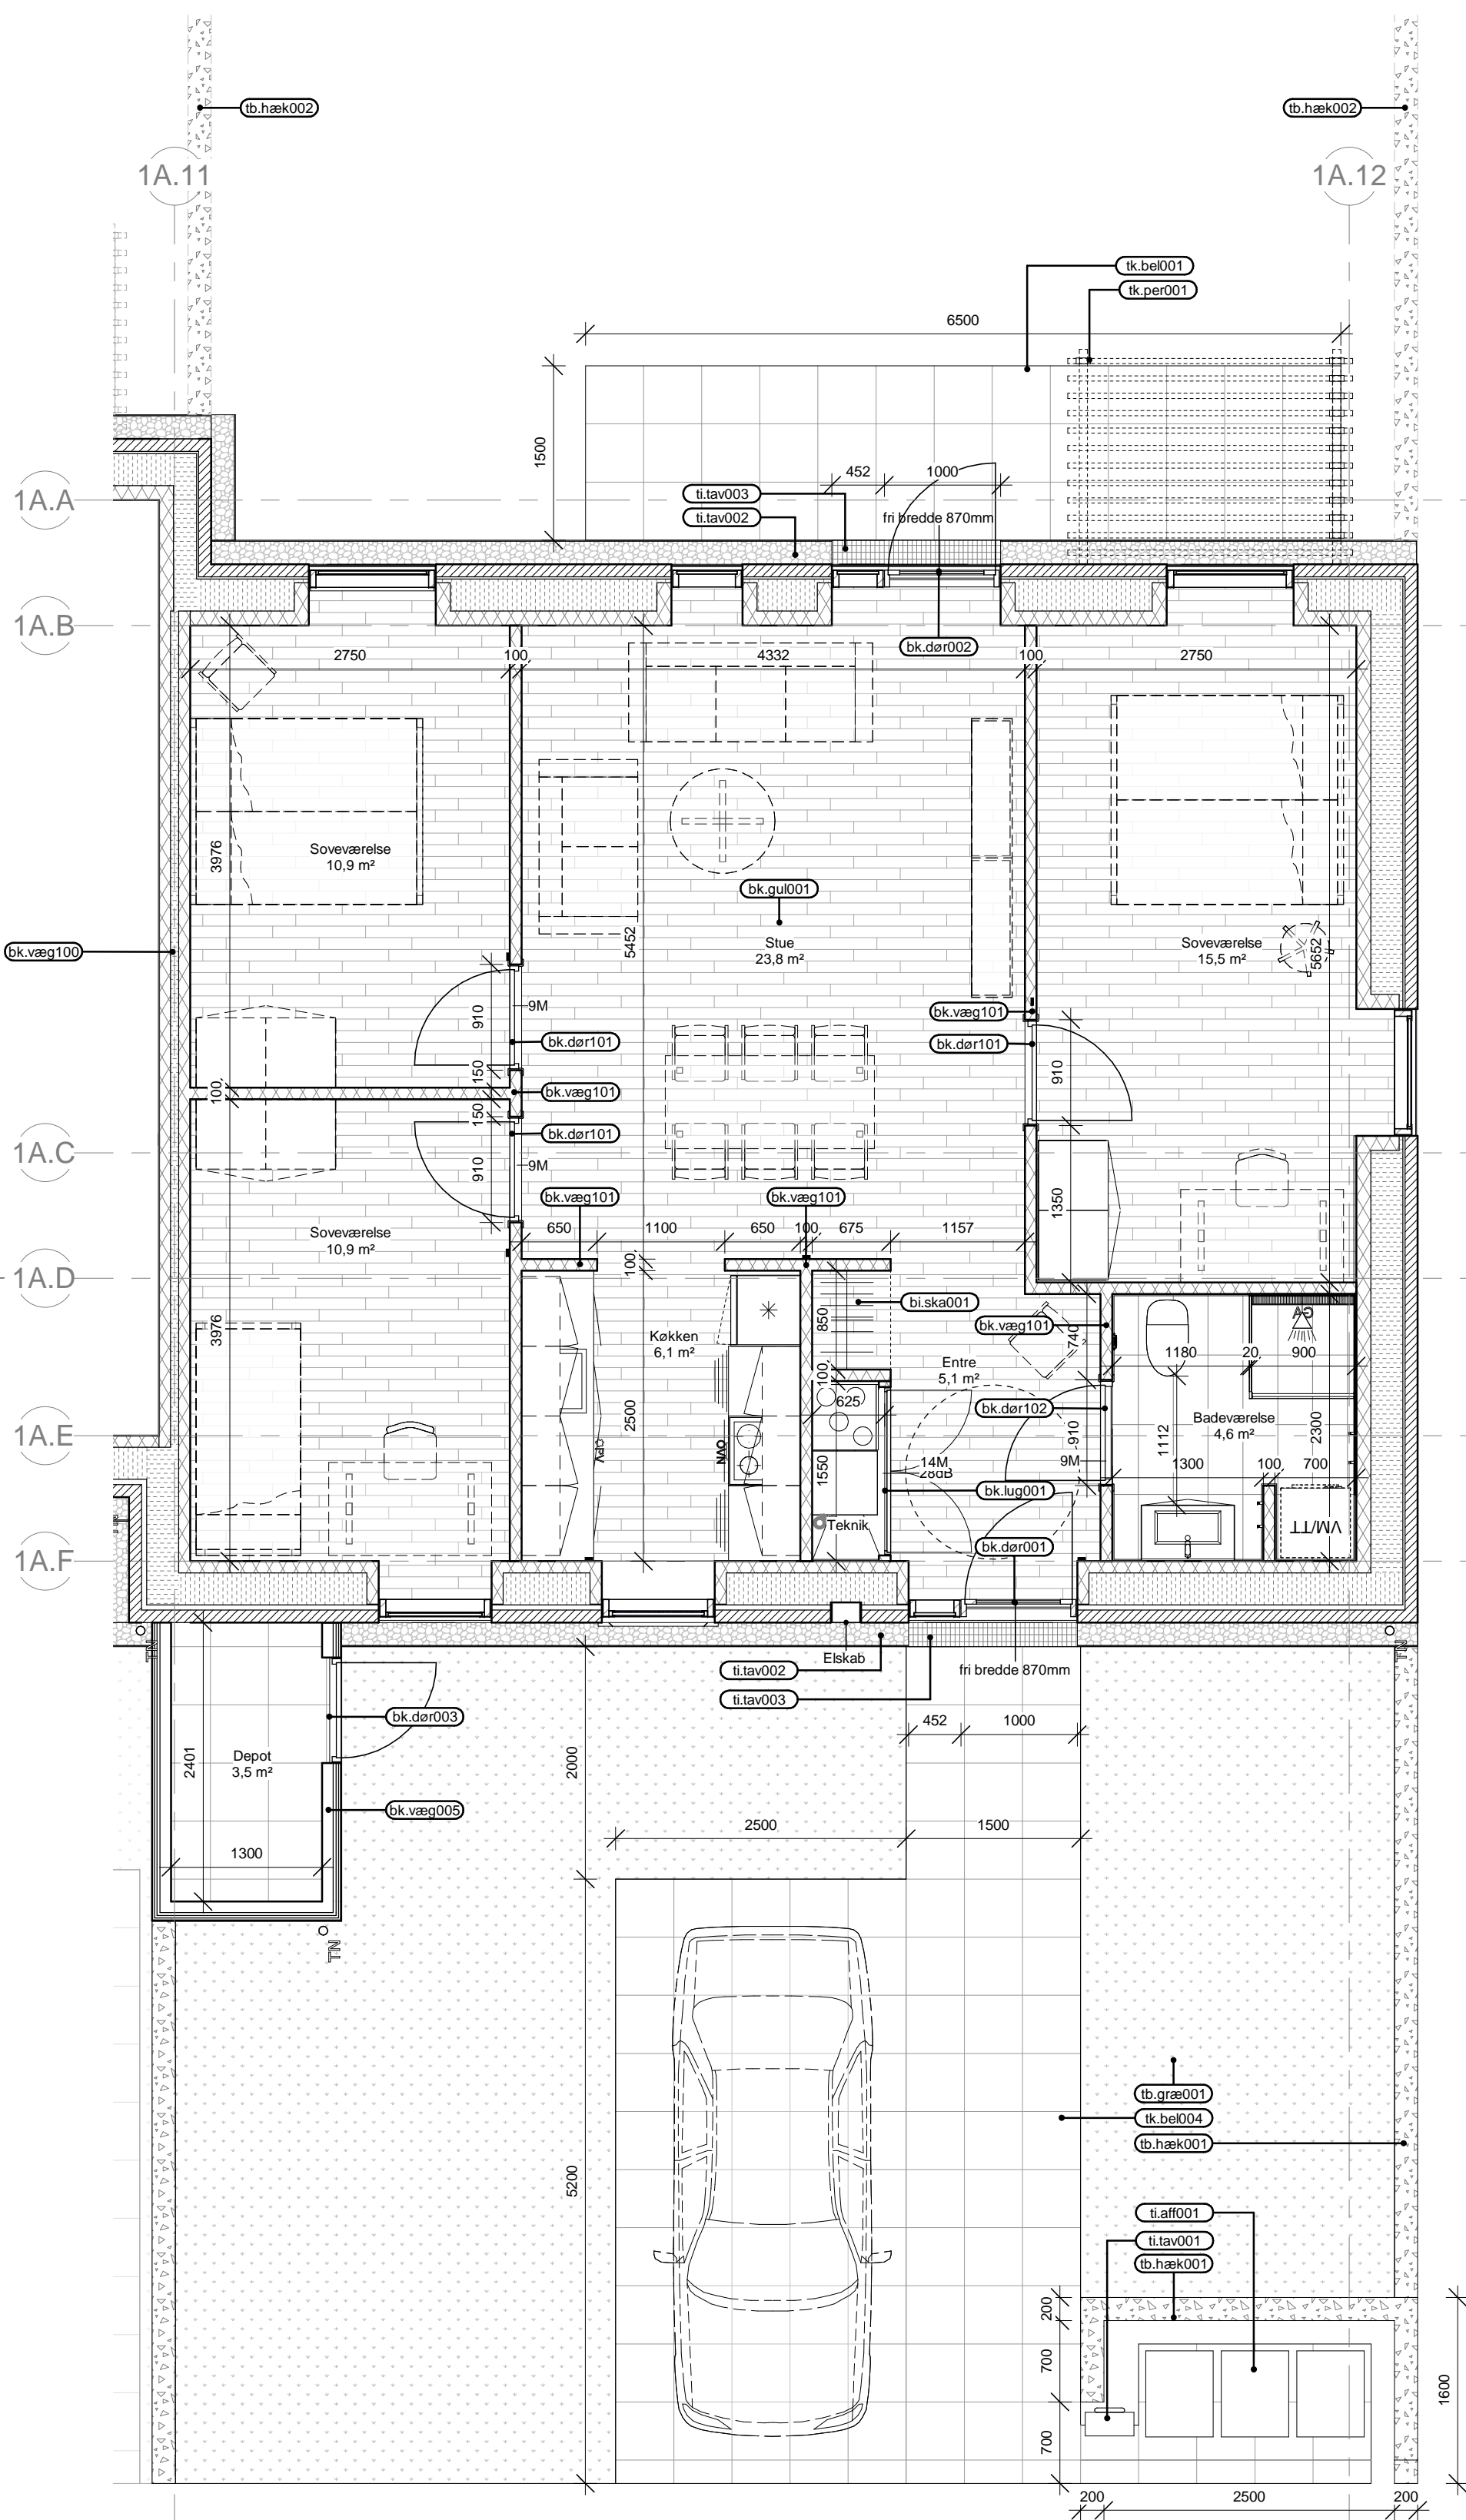 tb.hæk002
tb.hæk002
1A.11
1A.12
tk.bel001
tk.per001
6500
1500
452
1000
ti.tav003
1A.A
ti.tav002
fri bredde 870mm
1A.B
bk.dør002
2750
100
4332
100
2750
3976
Soveværelse
10,9 m²
bk.gul001
5452
Stue
23,8 m²
Soveværelse
15,5 m²
5652
bk.væg100
9M
910
bk.væg101
bk.dør101
bk.dør101
910
150
100
bk.væg101
150
bk.dør101
1A.C
9M
910
bk.væg101
bk.væg101
1350
650
1100
650
100
675
1157
Soveværelse
10,9 m²
100
1A.D
bi.ska001
850
bk.væg101
740
GA
3976
Køkken
6,1 m²
Entre
5,1 m²
1180
20
900
100
625
2500
bk.dør102
910
1112
Badeværelse
4,6 m²
2300
1A.E
OPV
OVN
1550
14M
28dB
9M
1300
100
700
bk.lug001
Teknik
VM/TT
bk.dør001
1A.F
TN
TN
Elskab
ti.tav002
fri bredde 870mm
ti.tav003
bk.dør003
452
1000
2401
Depot
3,5 m²
2000
bk.væg005
2500
1500
1300
TN
tb.græ001
tk.bel004
tb.hæk001
5200
ti.aff001
ti.tav001
tb.hæk001
200
700
1600
700
200
2500
200